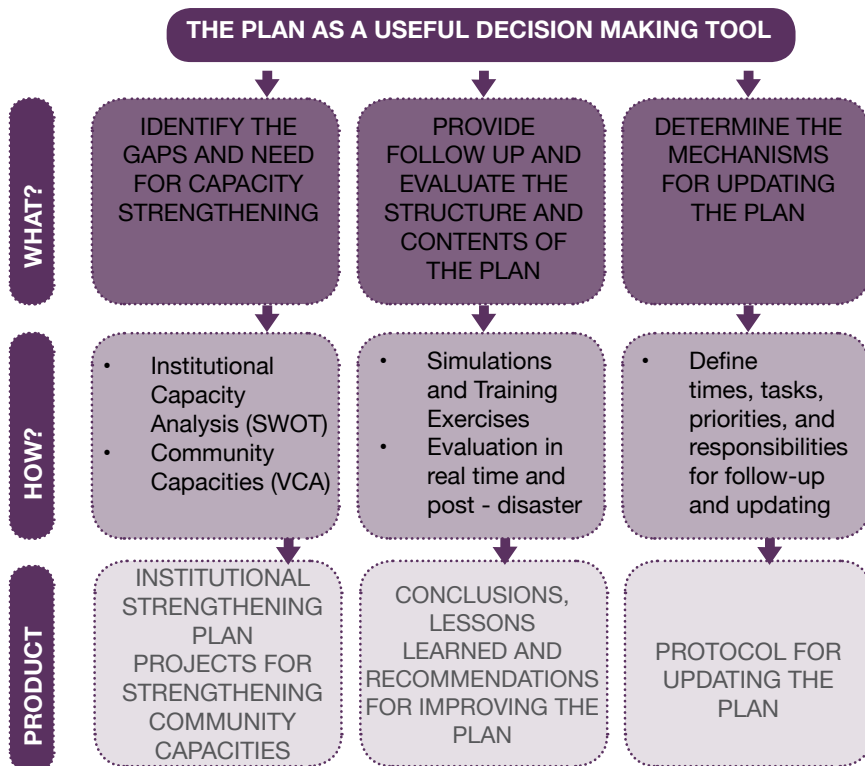 THE PLAN AS A USEFUL DECISION MAKING TOOL
WHAT?
IDENTIFY THE
GAPS AND NEED
FOR CAPACITY
STRENGTHENING
PROVIDE
FOLLOW UP AND
EVALUATE THE
STRUCTURE AND
CONTENTS OF
THE PLAN
DETERMINE THE
MECHANISMS
FOR UPDATING
THE PLAN
HOW?
• Institutional
Capacity
Analysis (SWOT)
• Community
Capacities (VCA)
• Simulations
and Training
Exercises
• Evaluation in
real time and
post - disaster
• Define
times, tasks,
priorities, and
responsibilities
for follow-up
and updating
PRODUCT
INSTITUTIONAL
STRENGTHENING
PLAN
PROJECTS FOR
STRENGTHENING
COMMUNITY
CAPACITIES
CONCLUSIONS,
LESSONS
LEARNED AND
RECOMMENDATIONS
FOR IMPROVING THE
PLAN
PROTOCOL FOR
UPDATING THE
PLAN